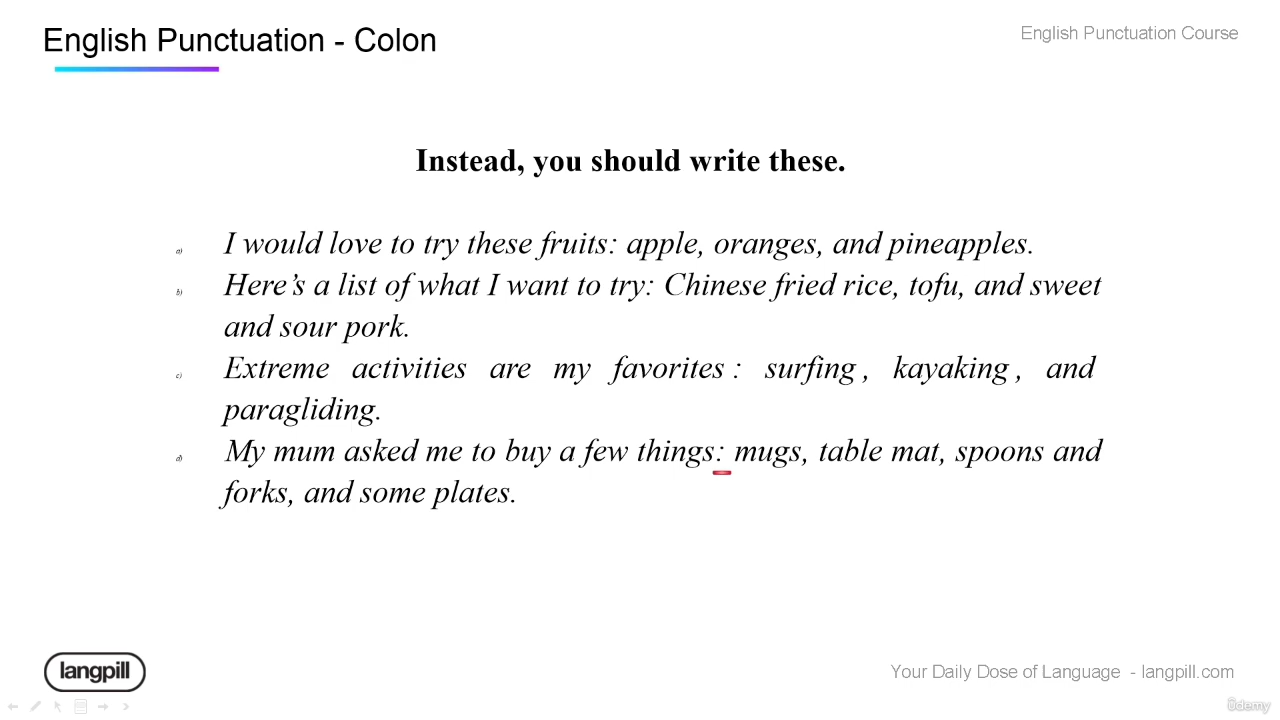 English Punctuation - Colon
English Punctuation Course
Instead, you should write these.
a) I would love to try these fruits: apple, oranges, and pineapples.
b) Here’s a list of what I want to try: Chinese fried rice, tofu, and sweet
and sour pork.
c) Extreme activities are my favorites : surfing , kayaking , and
paragliding.
d) My mum asked me to buy a few things: mugs, table mat, spoons and
forks, and some plates.
langpill
Your Daily Dose of Language - langpill.com
ûdemy